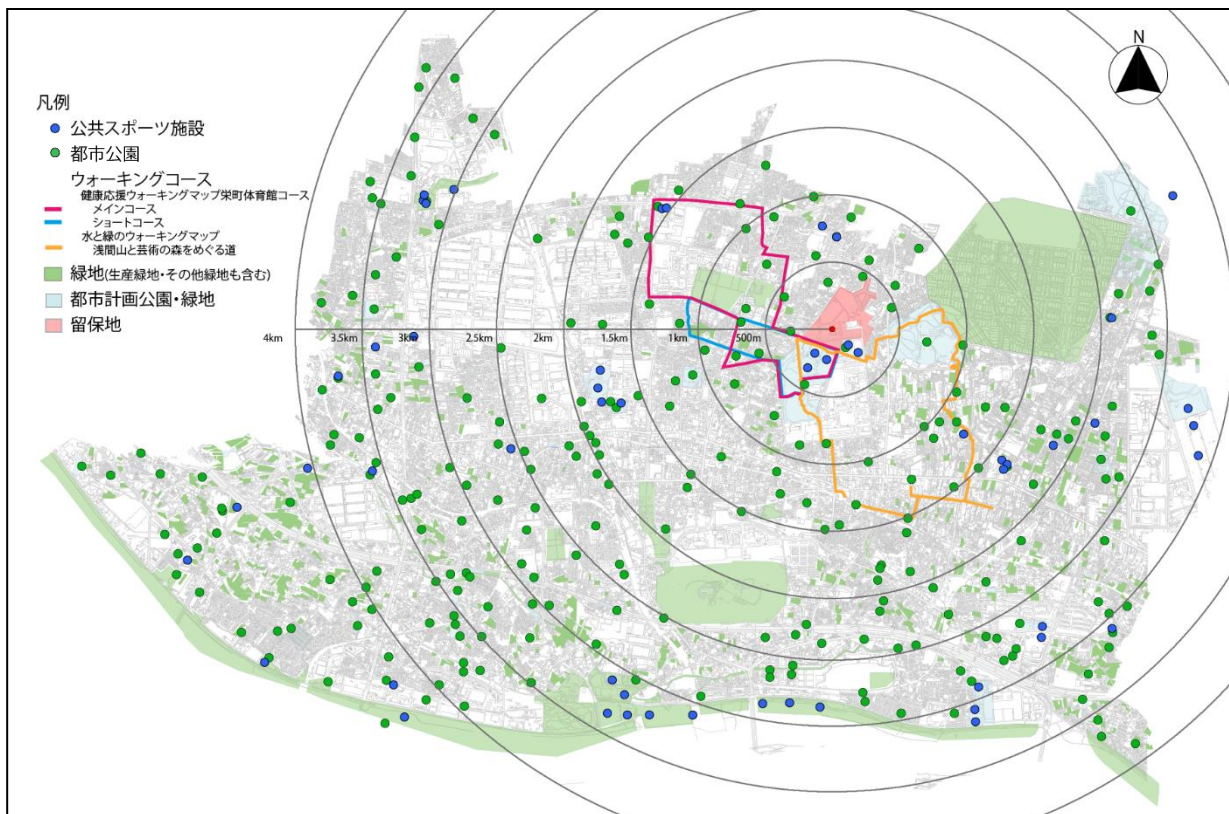 N
凡例
公共スポーツ施設
都市公園
ウォーキングコース
健康応援ウォーキングマップ栄町体育館コース
メインコース
ショートコース
水と緑のウォーキングマップ
浅間山と芸術の森をめぐる道
緑地(生産緑地・その他緑地も含む)
都市計画公園・緑地
留保地
4km 3.5km 3km 2.5km 2km 1.5km 1km 500m